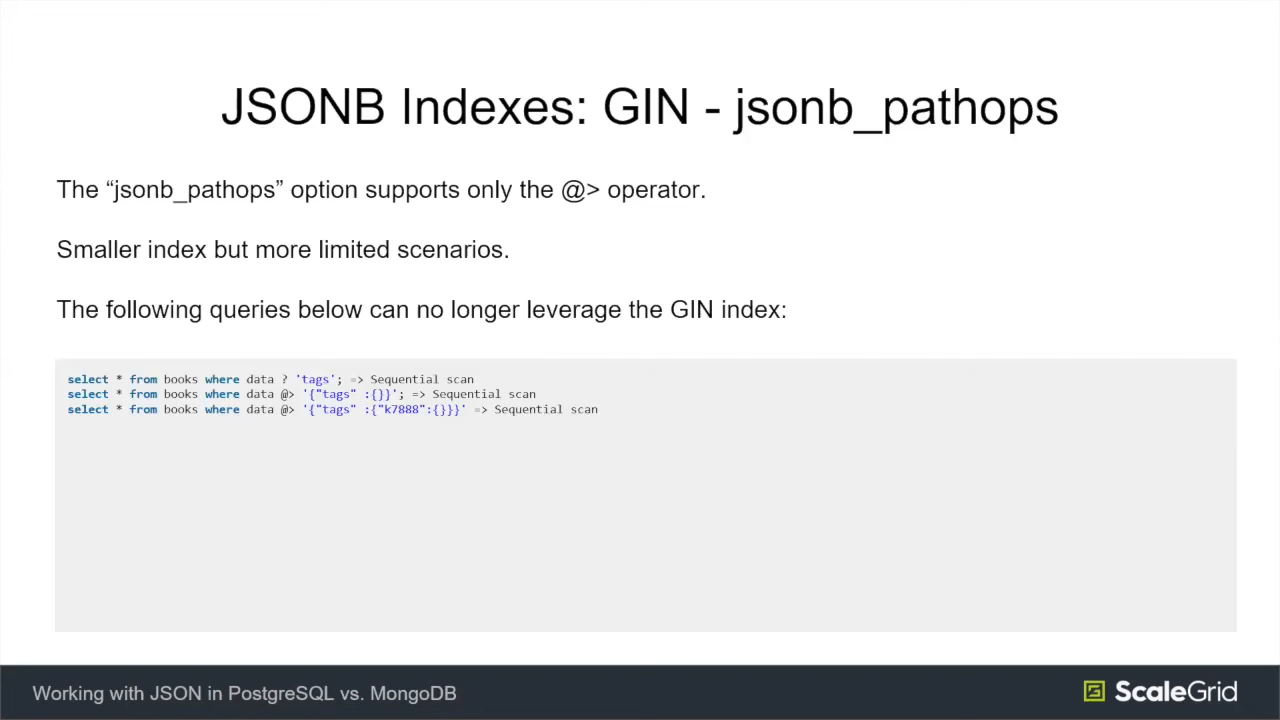 JSONB Indexes: GIN - jsonb_pathops
The “jsonb_pathops” option supports only the @> operator.
Smaller index but more limited scenarios.
The following queries below can no longer leverage the GIN index:
select * from books where data ? 'tags'; => Sequential scan
select * from books where data @> '{"tags" :{}}'; => Sequential scan
select * from books where data @> '{"tags" :{"k7888":{}}}' => Sequential scan
Working with JSON in PostgreSQL vs. MongoDB
ScaleGrid